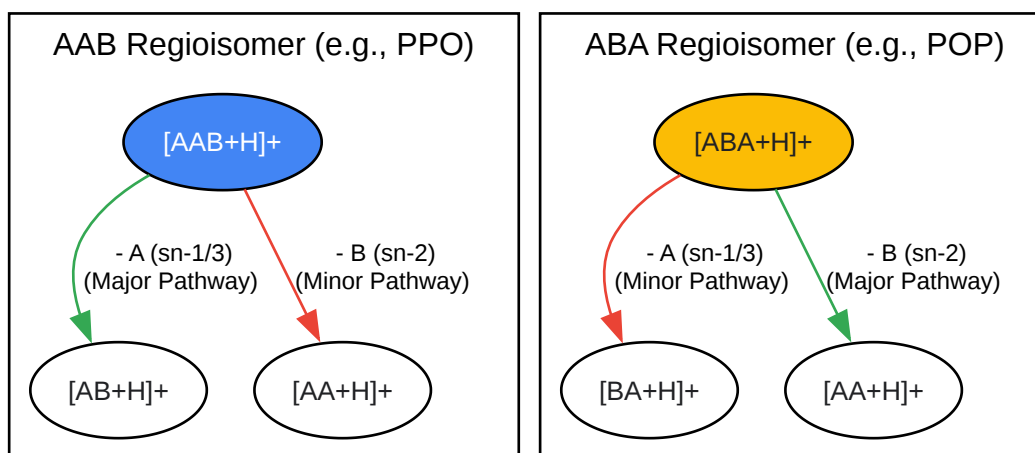 AAB Regioisomer (e.g., PPO)
[AAB+H]+
- A (sn-1/3)
(Major Pathway)
- B (sn-2)
(Minor Pathway)
[AB+H]+
[AA+H]+
ABA Regioisomer (e.g., POP)
[ABA+H]+
- A (sn-1/3)
(Minor Pathway)
- B (sn-2)
(Major Pathway)
[BA+H]+
[AA+H]+